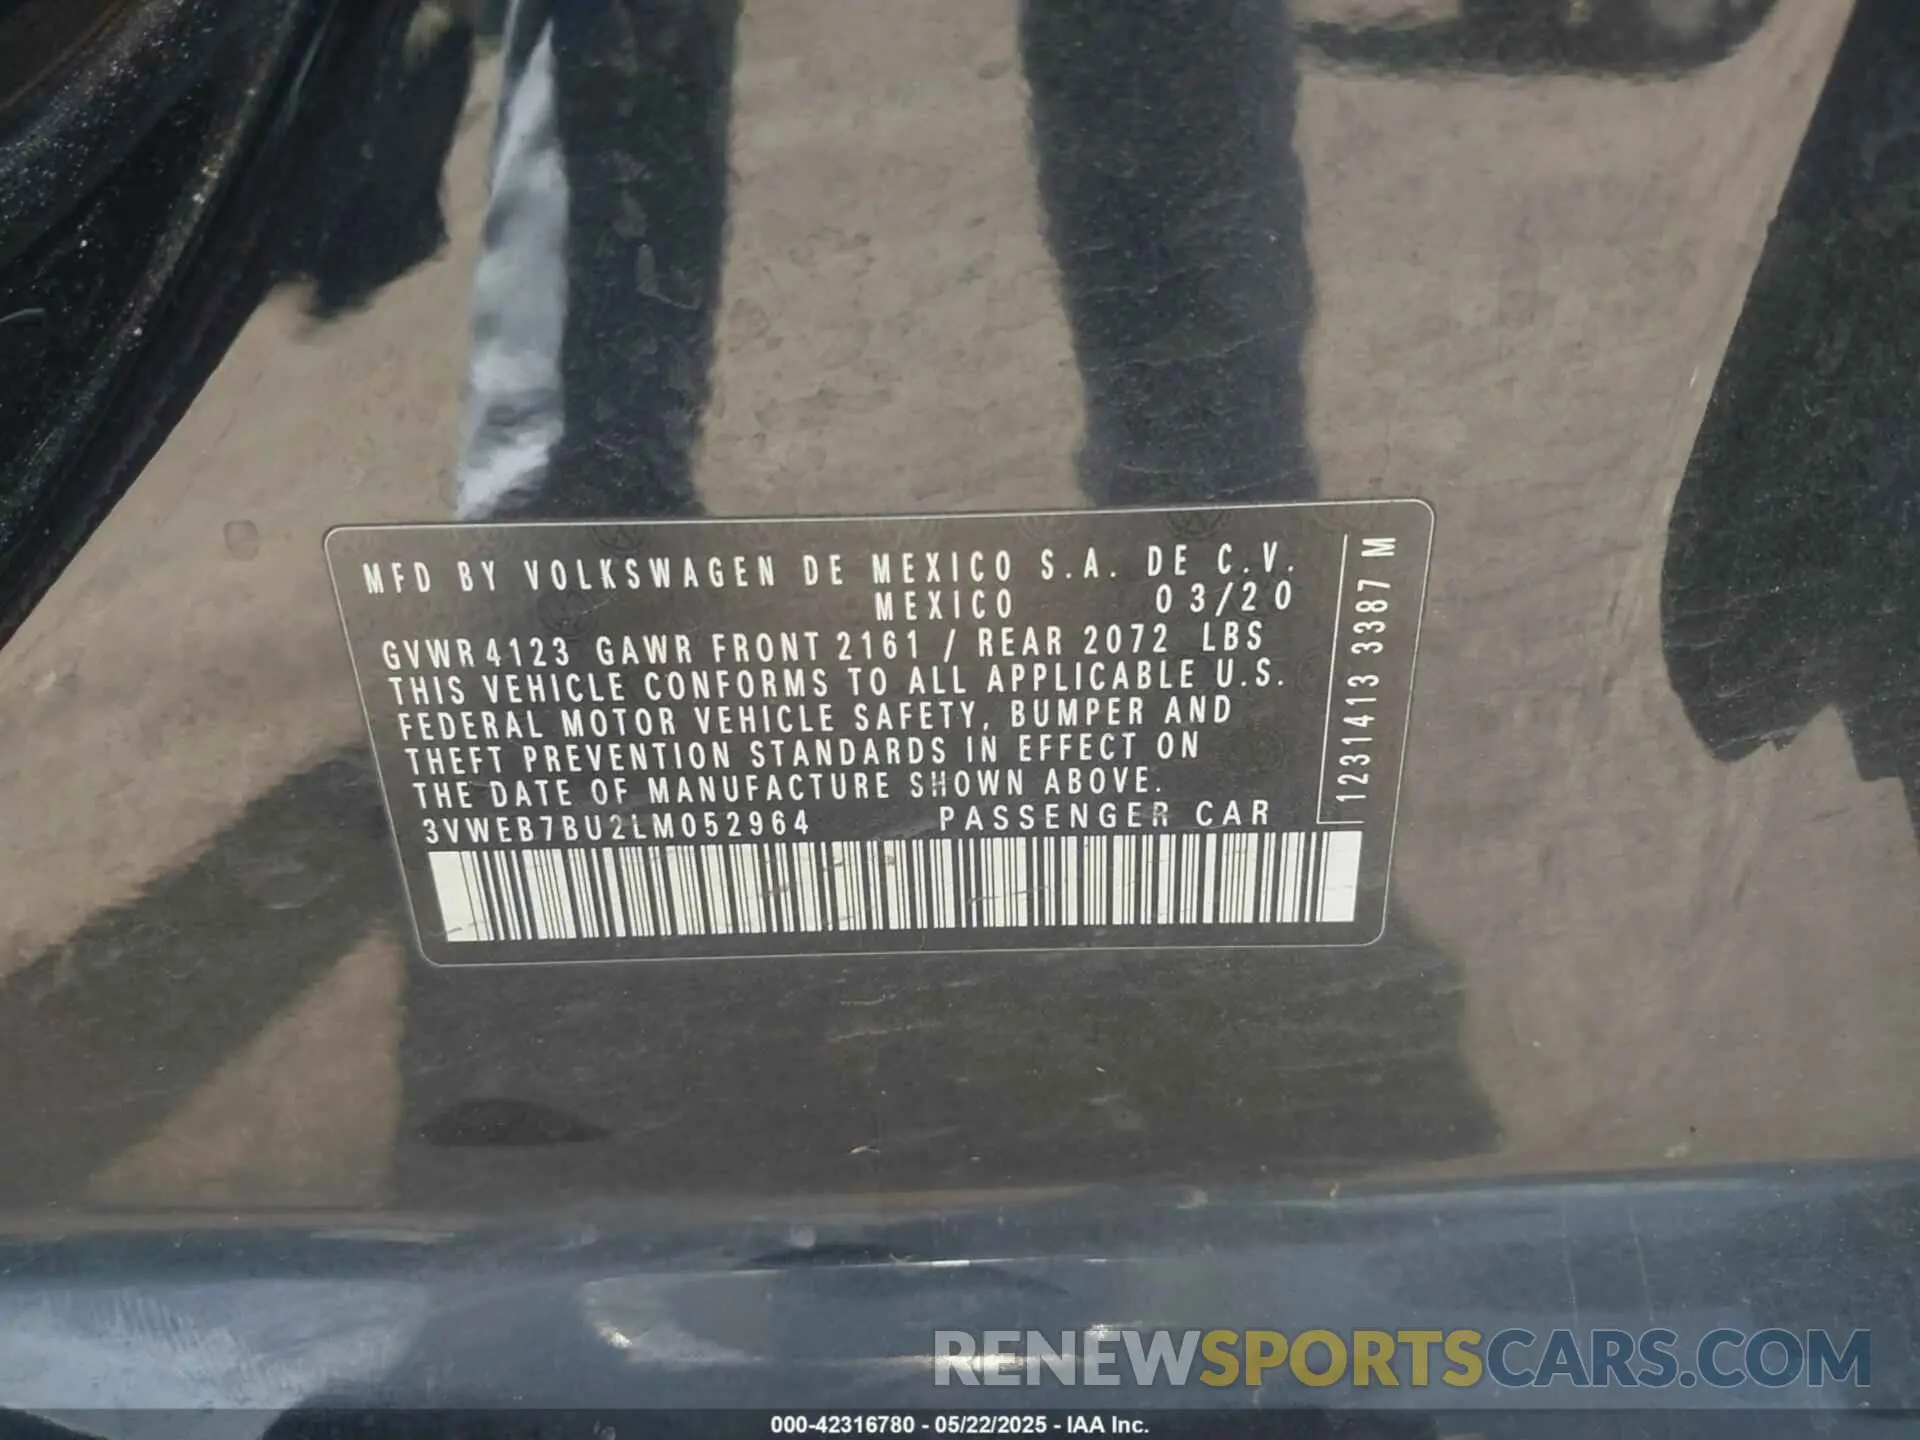 MFD BY VOLKSWAGEN DE MEXICO S.A. DE C.V.
MEXICO 03/20
GVWR 4123 GAWR FRONT 2161 / REAR 2072 LBS
THIS VEHICLE CONFORMS TO ALL APPLICABLE U.S.
FEDERAL MOTOR VEHICLE SAFETY, BUMPER AND
THEFT PREVENTION STANDARDS IN EFFECT ON
THE DATE OF MANUFACTURE SHOWN ABOVE.
3VWEB7BU2LM052964 PASSENGER CAR
1231413 3387 M
RENEWSPORTSCARS.COM
000-42316780 - 05/22/2025 - IAA Inc.